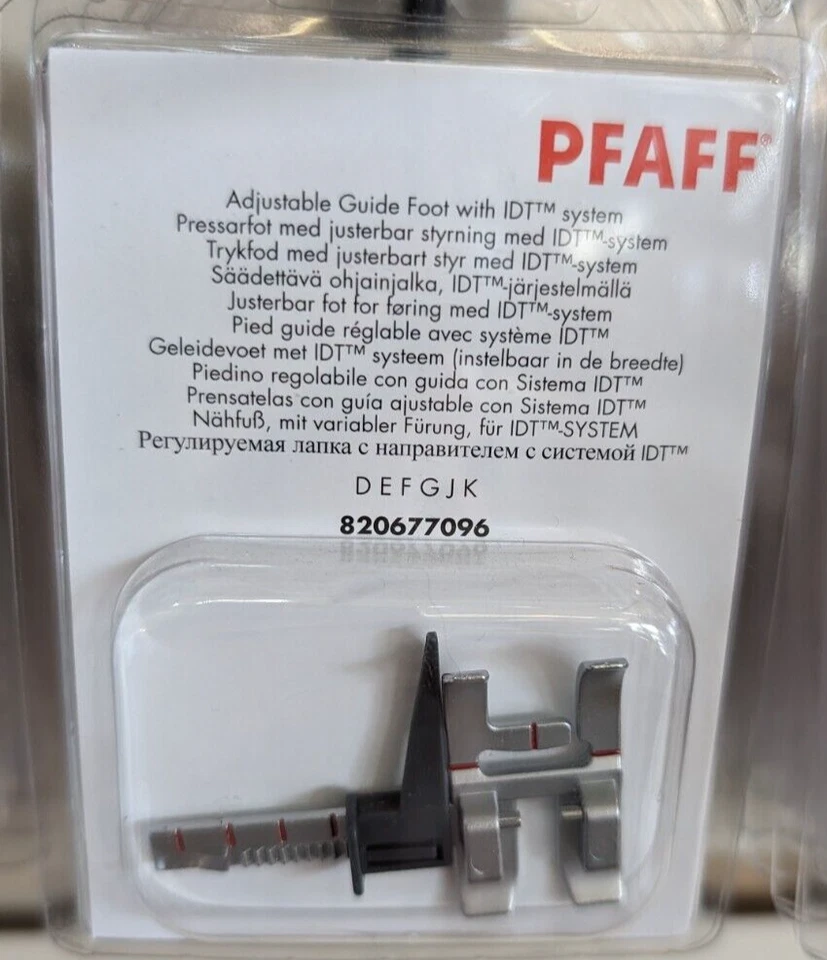 PFAFF®
Adjustable Guide Foot with IDT™ system
Pressarfot med justerbar styrning med IDT™-system
Trykfod med justerbart styr med IDT™-system
Säädettävä ohjainjalka, IDT™-järjestelmällä
Justerbar fot for føring med IDT™-system
Pied guide réglable avec système IDT™
Geleidevoet met IDT™ systeem (instelbaar in de breedte)
Piedino regolabile con guida con Sistema IDT™
Prensatelas con guía ajustable con Sistema IDT™
Nähfuß, mit variabler Fürung, für IDT™-SYSTEM
Регулируемая лапка с направителем с системой IDT™
D E F G J K
820677096